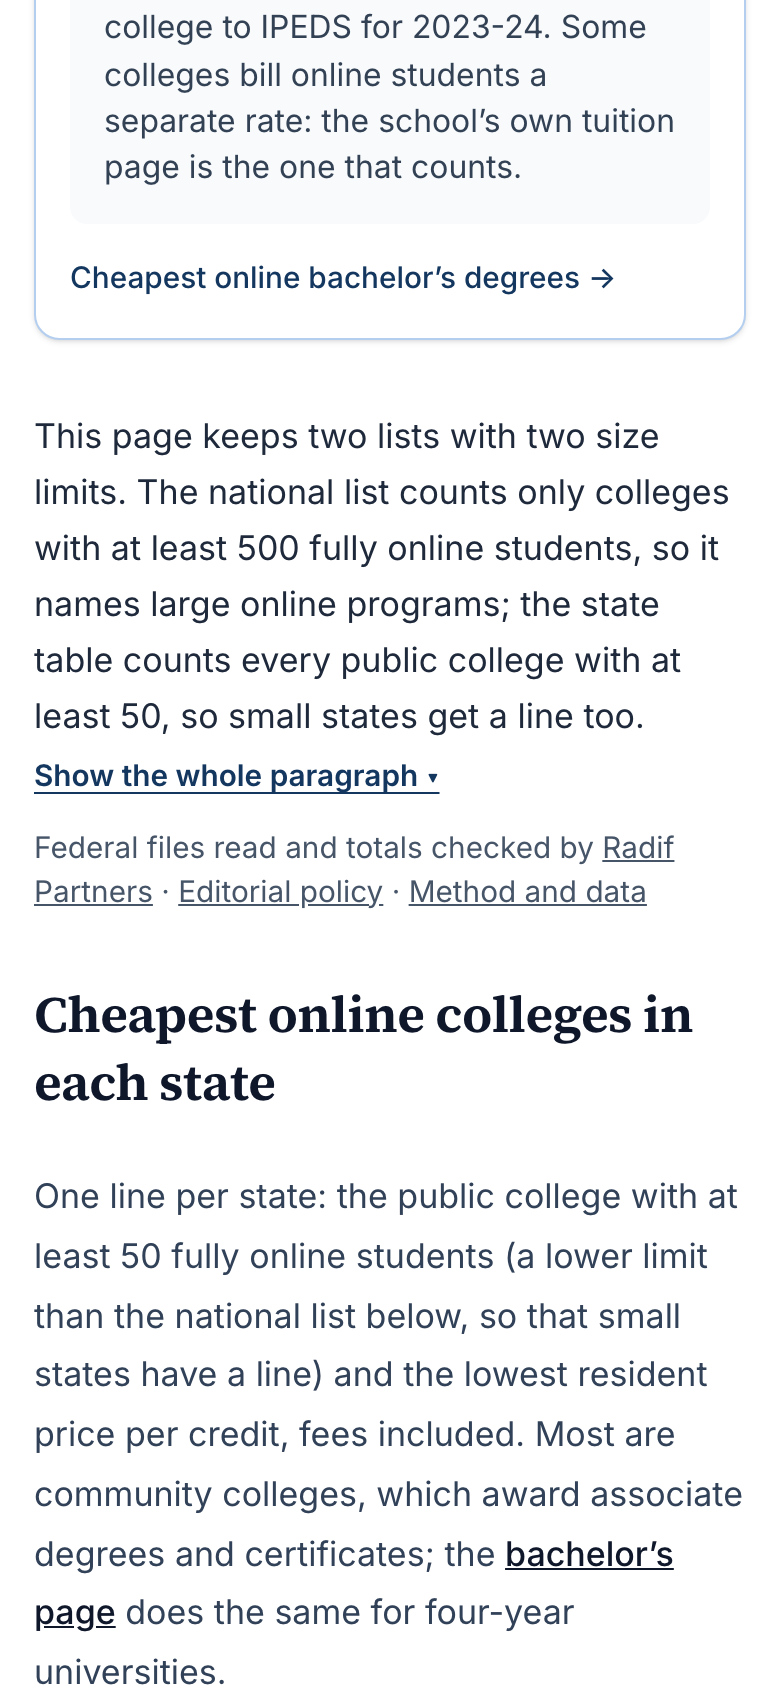 college to IPEDS for 2023-24. Some
colleges bill online students a
separate rate: the school’s own tuition
page is the one that counts.
Cheapest online bachelor’s degrees →
This page keeps two lists with two size
limits. The national list counts only colleges
with at least 500 fully online students, so it
names large online programs; the state
table counts every public college with at
least 50, so small states get a line too.
Show the whole paragraph ▾
Federal files read and totals checked by Radif
Partners · Editorial policy · Method and data
Cheapest online colleges in
each state
One line per state: the public college with at
least 50 fully online students (a lower limit
than the national list below, so that small
states have a line) and the lowest resident
price per credit, fees included. Most are
community colleges, which award associate
degrees and certificates; the bachelor’s
page does the same for four-year
universities.